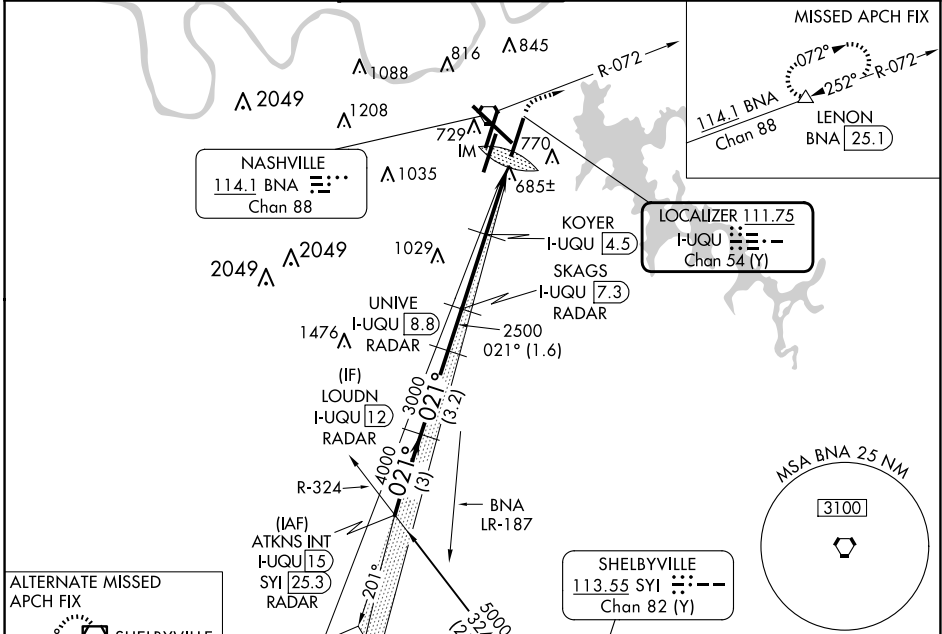 MISSED APCH FIX
072°
252°
R-072
114.1 BNA
Chan 88
LENON
BNA 25.1
845
816
1088
R-072
2049
1208
729
IM
770
NASHVILLE
114.1 BNA
Chan 88
1035
685±
KOYER
I-UQU 4.5
LOCALIZER 111.75
I-UQU
Chan 54 (Y)
2049
2049
1029
SKAGS
I-UQU 7.3
RADAR
UNIVE
I-UQU 8.8
RADAR
1476
2500
021° (1.6)
(IF)
LOUDN
I-UQU 12
RADAR
3000
021°
(3.2)
4000
021°
(3)
R-324
BNA
LR-187
(IAF)
ATKNS INT
I-UQU 15
SYI 25.3
RADAR
201°
MSA BNA 25 NM
3100
SHELBYVILLE
113.55 SYI
Chan 82 (Y)
5000
ALTERNATE MISSED
APCH FIX
SHELBYVILLE